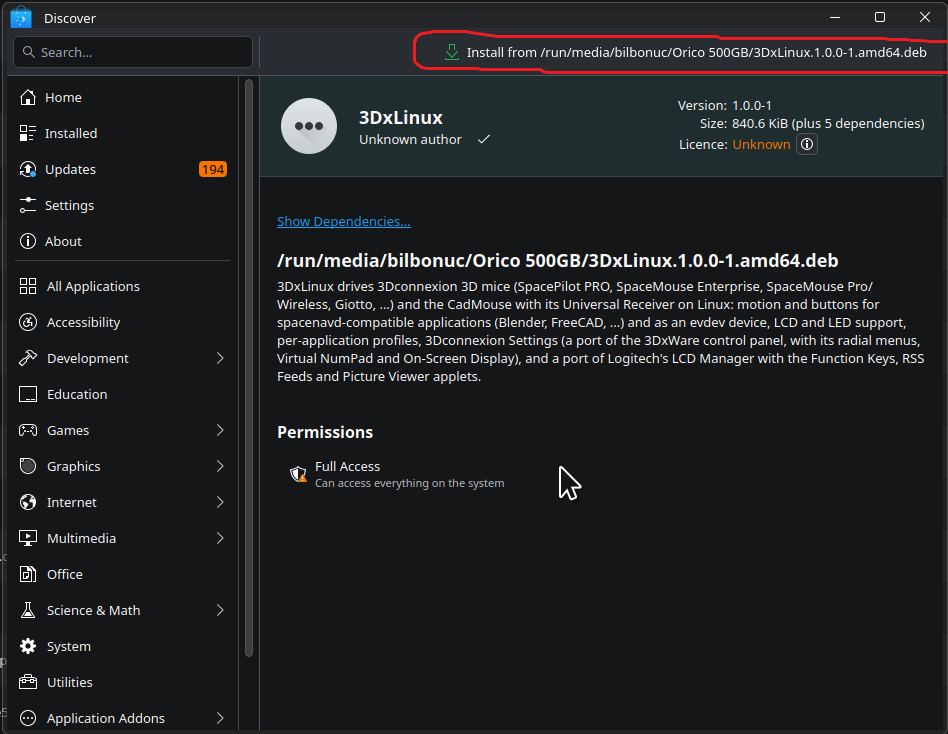 Discover
Search...
Install from /run/media/bilbonuc/Orico 500GB/3DxLinux.1.0.0-1.amd64.deb
Home
Installed
Updates
194
Settings
About
All Applications
Accessibility
Development
Education
Games
Graphics
Internet
Multimedia
Office
Science & Math
System
Utilities
Application Addons
3DxLinux
Unknown author
Version: 1.0.0-1
Size: 840.6 KiB (plus 5 dependencies)
Licence: Unknown
Show Dependencies...
/run/media/bilbonuc/Orico 500GB/3DxLinux.1.0.0-1.amd64.deb
3DxLinux drives 3Dconnexion 3D mice (SpacePilot PRO, SpaceMouse Enterprise, SpaceMouse Pro/
Wireless, Giotto, ...) and the CadMouse with its Universal Receiver on Linux: motion and buttons for
spacenavd-compatible applications (Blender, FreeCAD, ...) and as an evdev device, LCD and LED support,
per-application profiles, 3Dconnexion Settings (a port of the 3DxWare control panel, with its radial menus,
Virtual NumPad and On-Screen Display), and a port of Logitech's LCD Manager with the Function Keys, RSS
Feeds and Picture Viewer applets.
Permissions
Full Access
Can access everything on the system